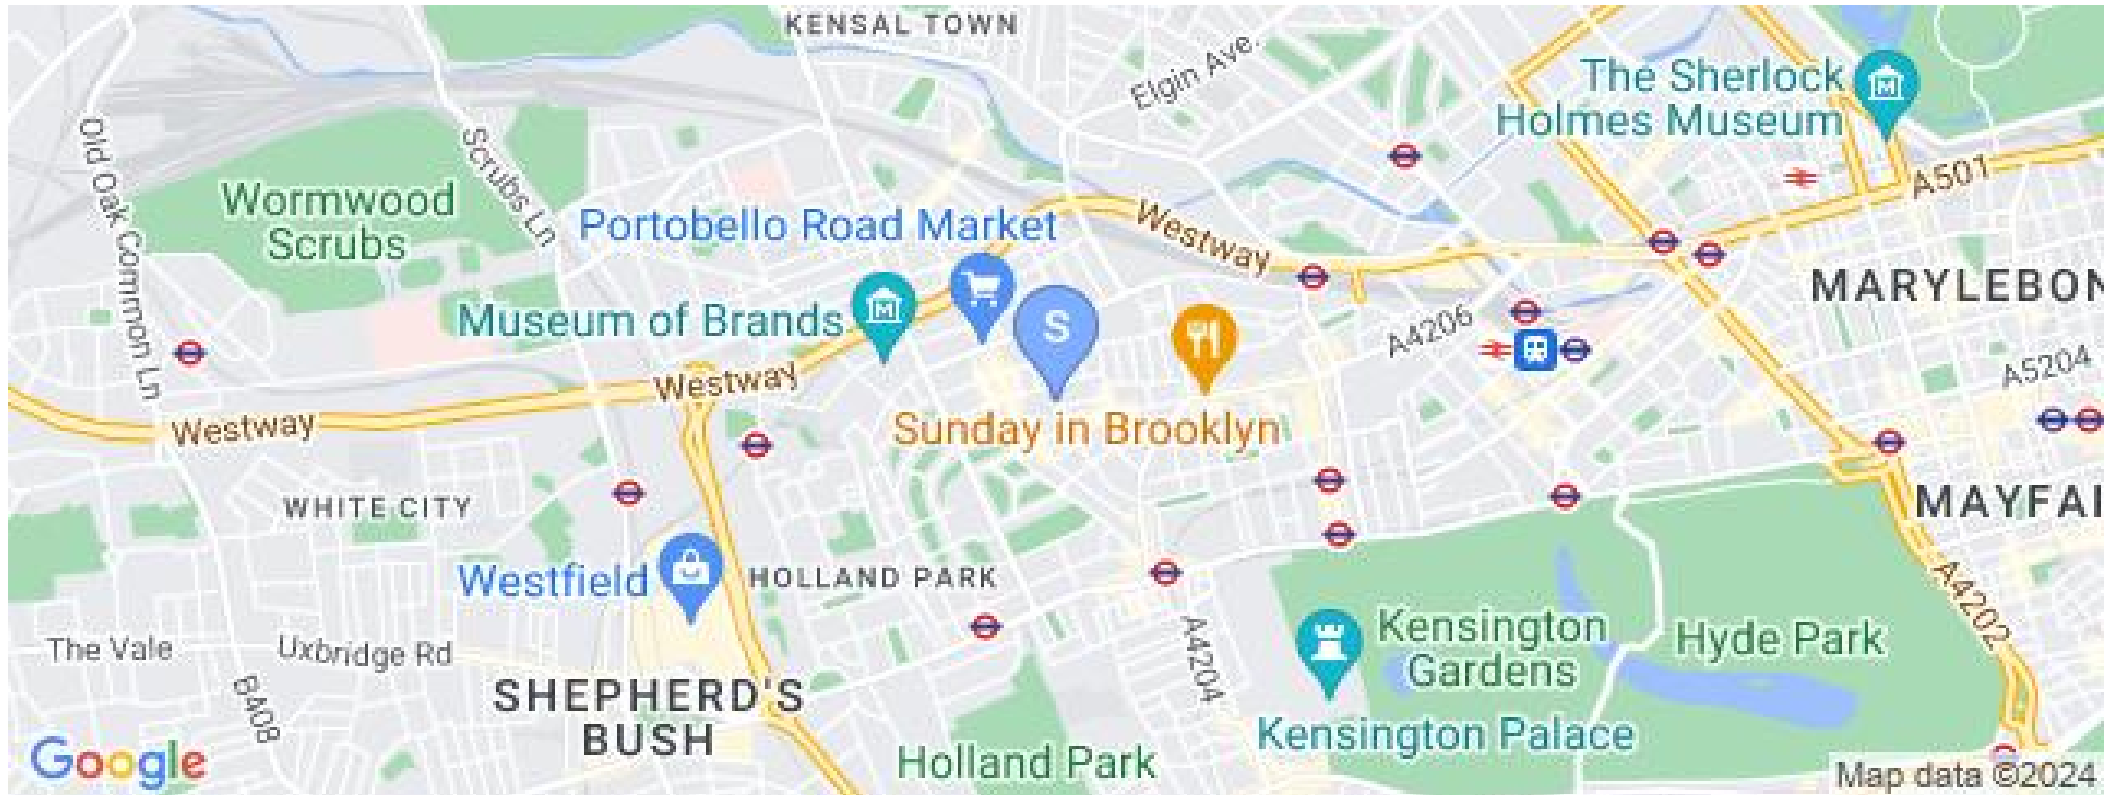 KENSAL TOWN
Elgin Ave.
The Sherlock
Holmes Museum
Old Oak Common Ln
Scrubs Ln
Wormwood
Scrubs
Portobello Road Market
Westway
A501
MARYLEBON
Museum of Brands
S
A4206
A5204
Westway
Westway
Sunday in Brooklyn
WHITE CITY
MAYFAI
Westfield
HOLLAND PARK
A4202
The Vale
Uxbridge Rd
B408
A4204
Kensington
Gardens
Hyde Park
SHEPHERD'S
BUSH
Kensington Palace
Holland Park
Google
Map data ©2024